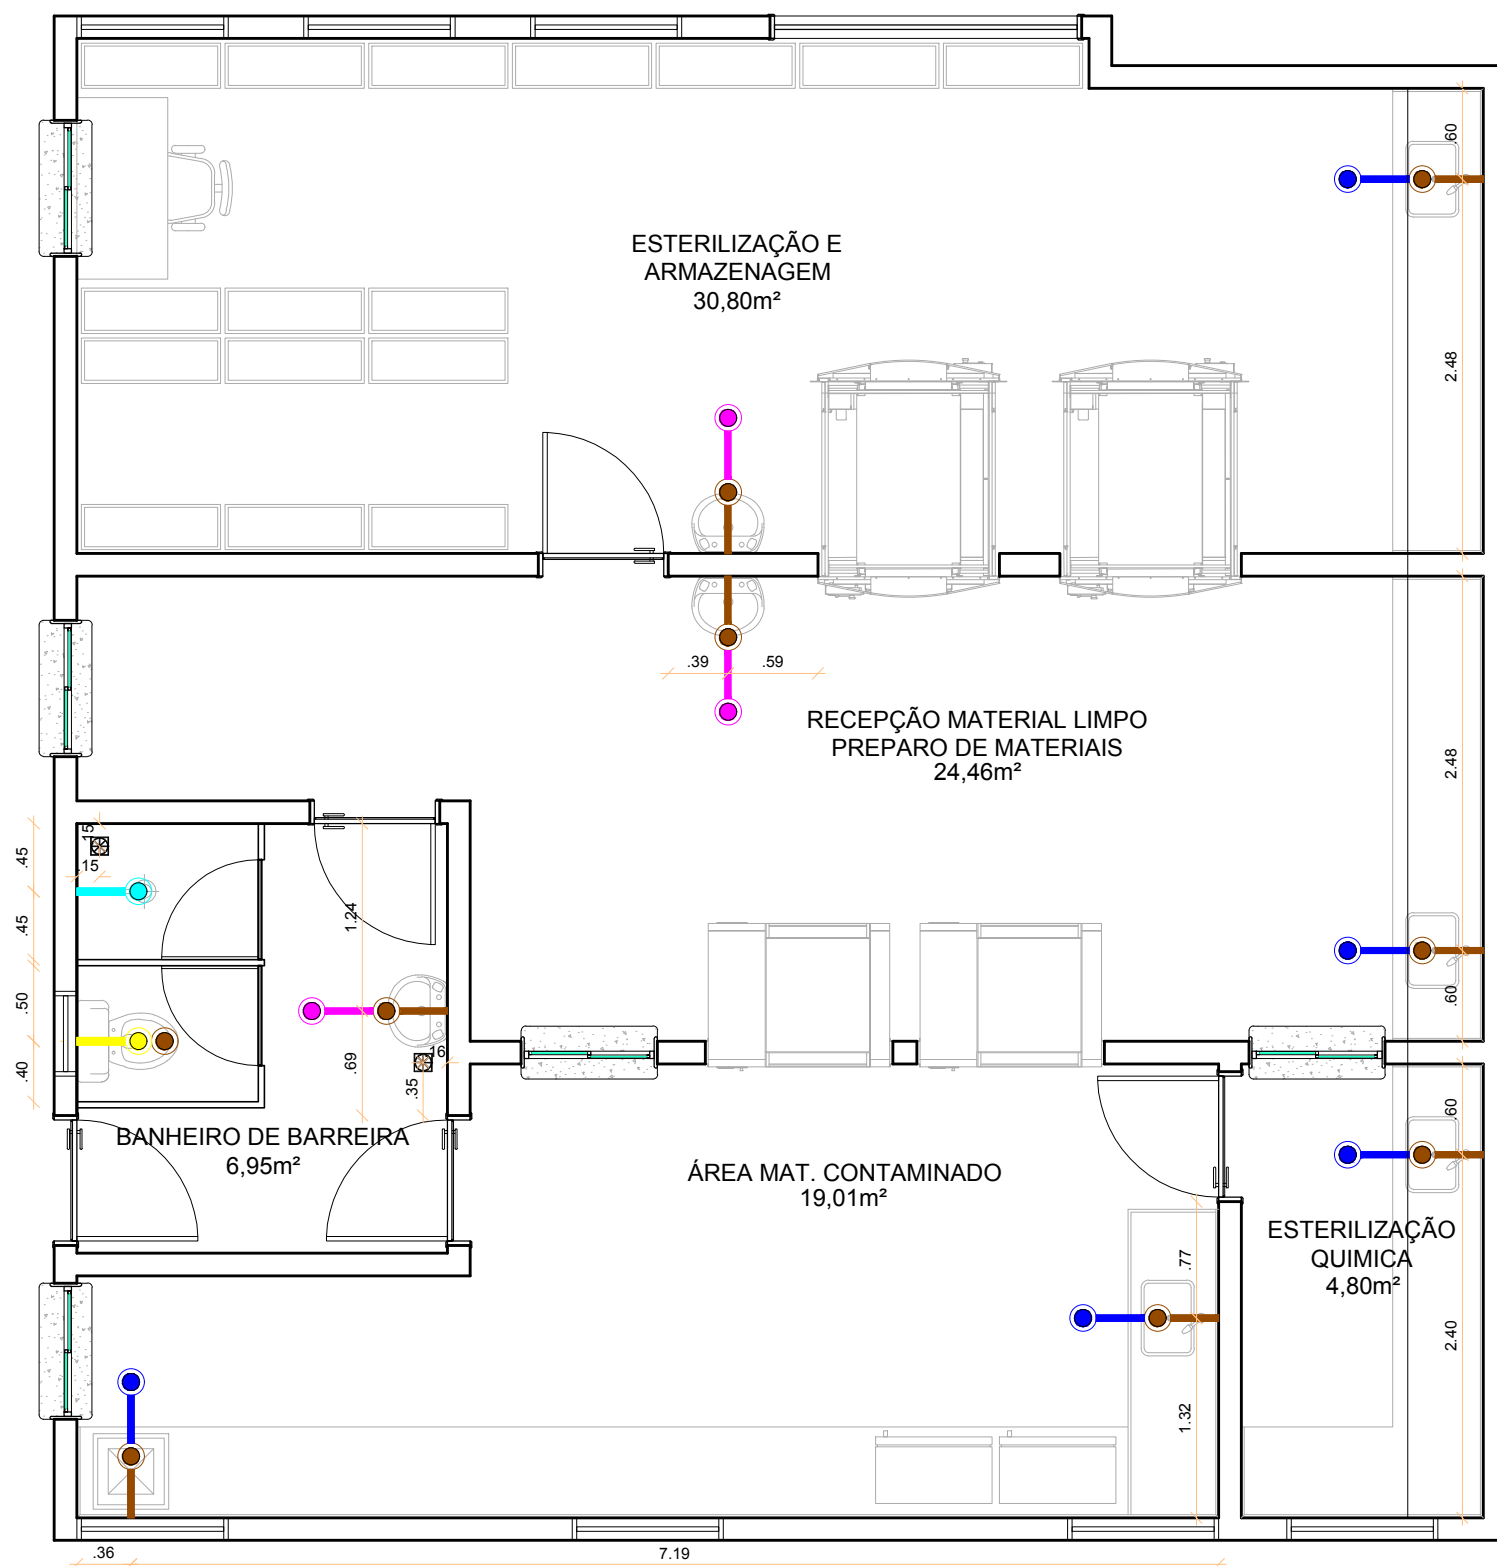 .60
ESTERILIZAÇÃO E
ARMAZENAGEM
30,80m²
2.48
.39
.59
RECEPÇÃO MATERIAL LIMPO
PREPARO DE MATERIAIS
24,46m²
2.48
.15
.15
.45
.45
1.24
.50
.60
.16
.69
.35
.40
.60
BANHEIRO DE BARREIRA
6,95m²
ÁREA MAT. CONTAMINADO
19,01m²
ESTERILIZAÇÃO
QUIMICA
4,80m²
.77
2.40
1.32
.36
7.19